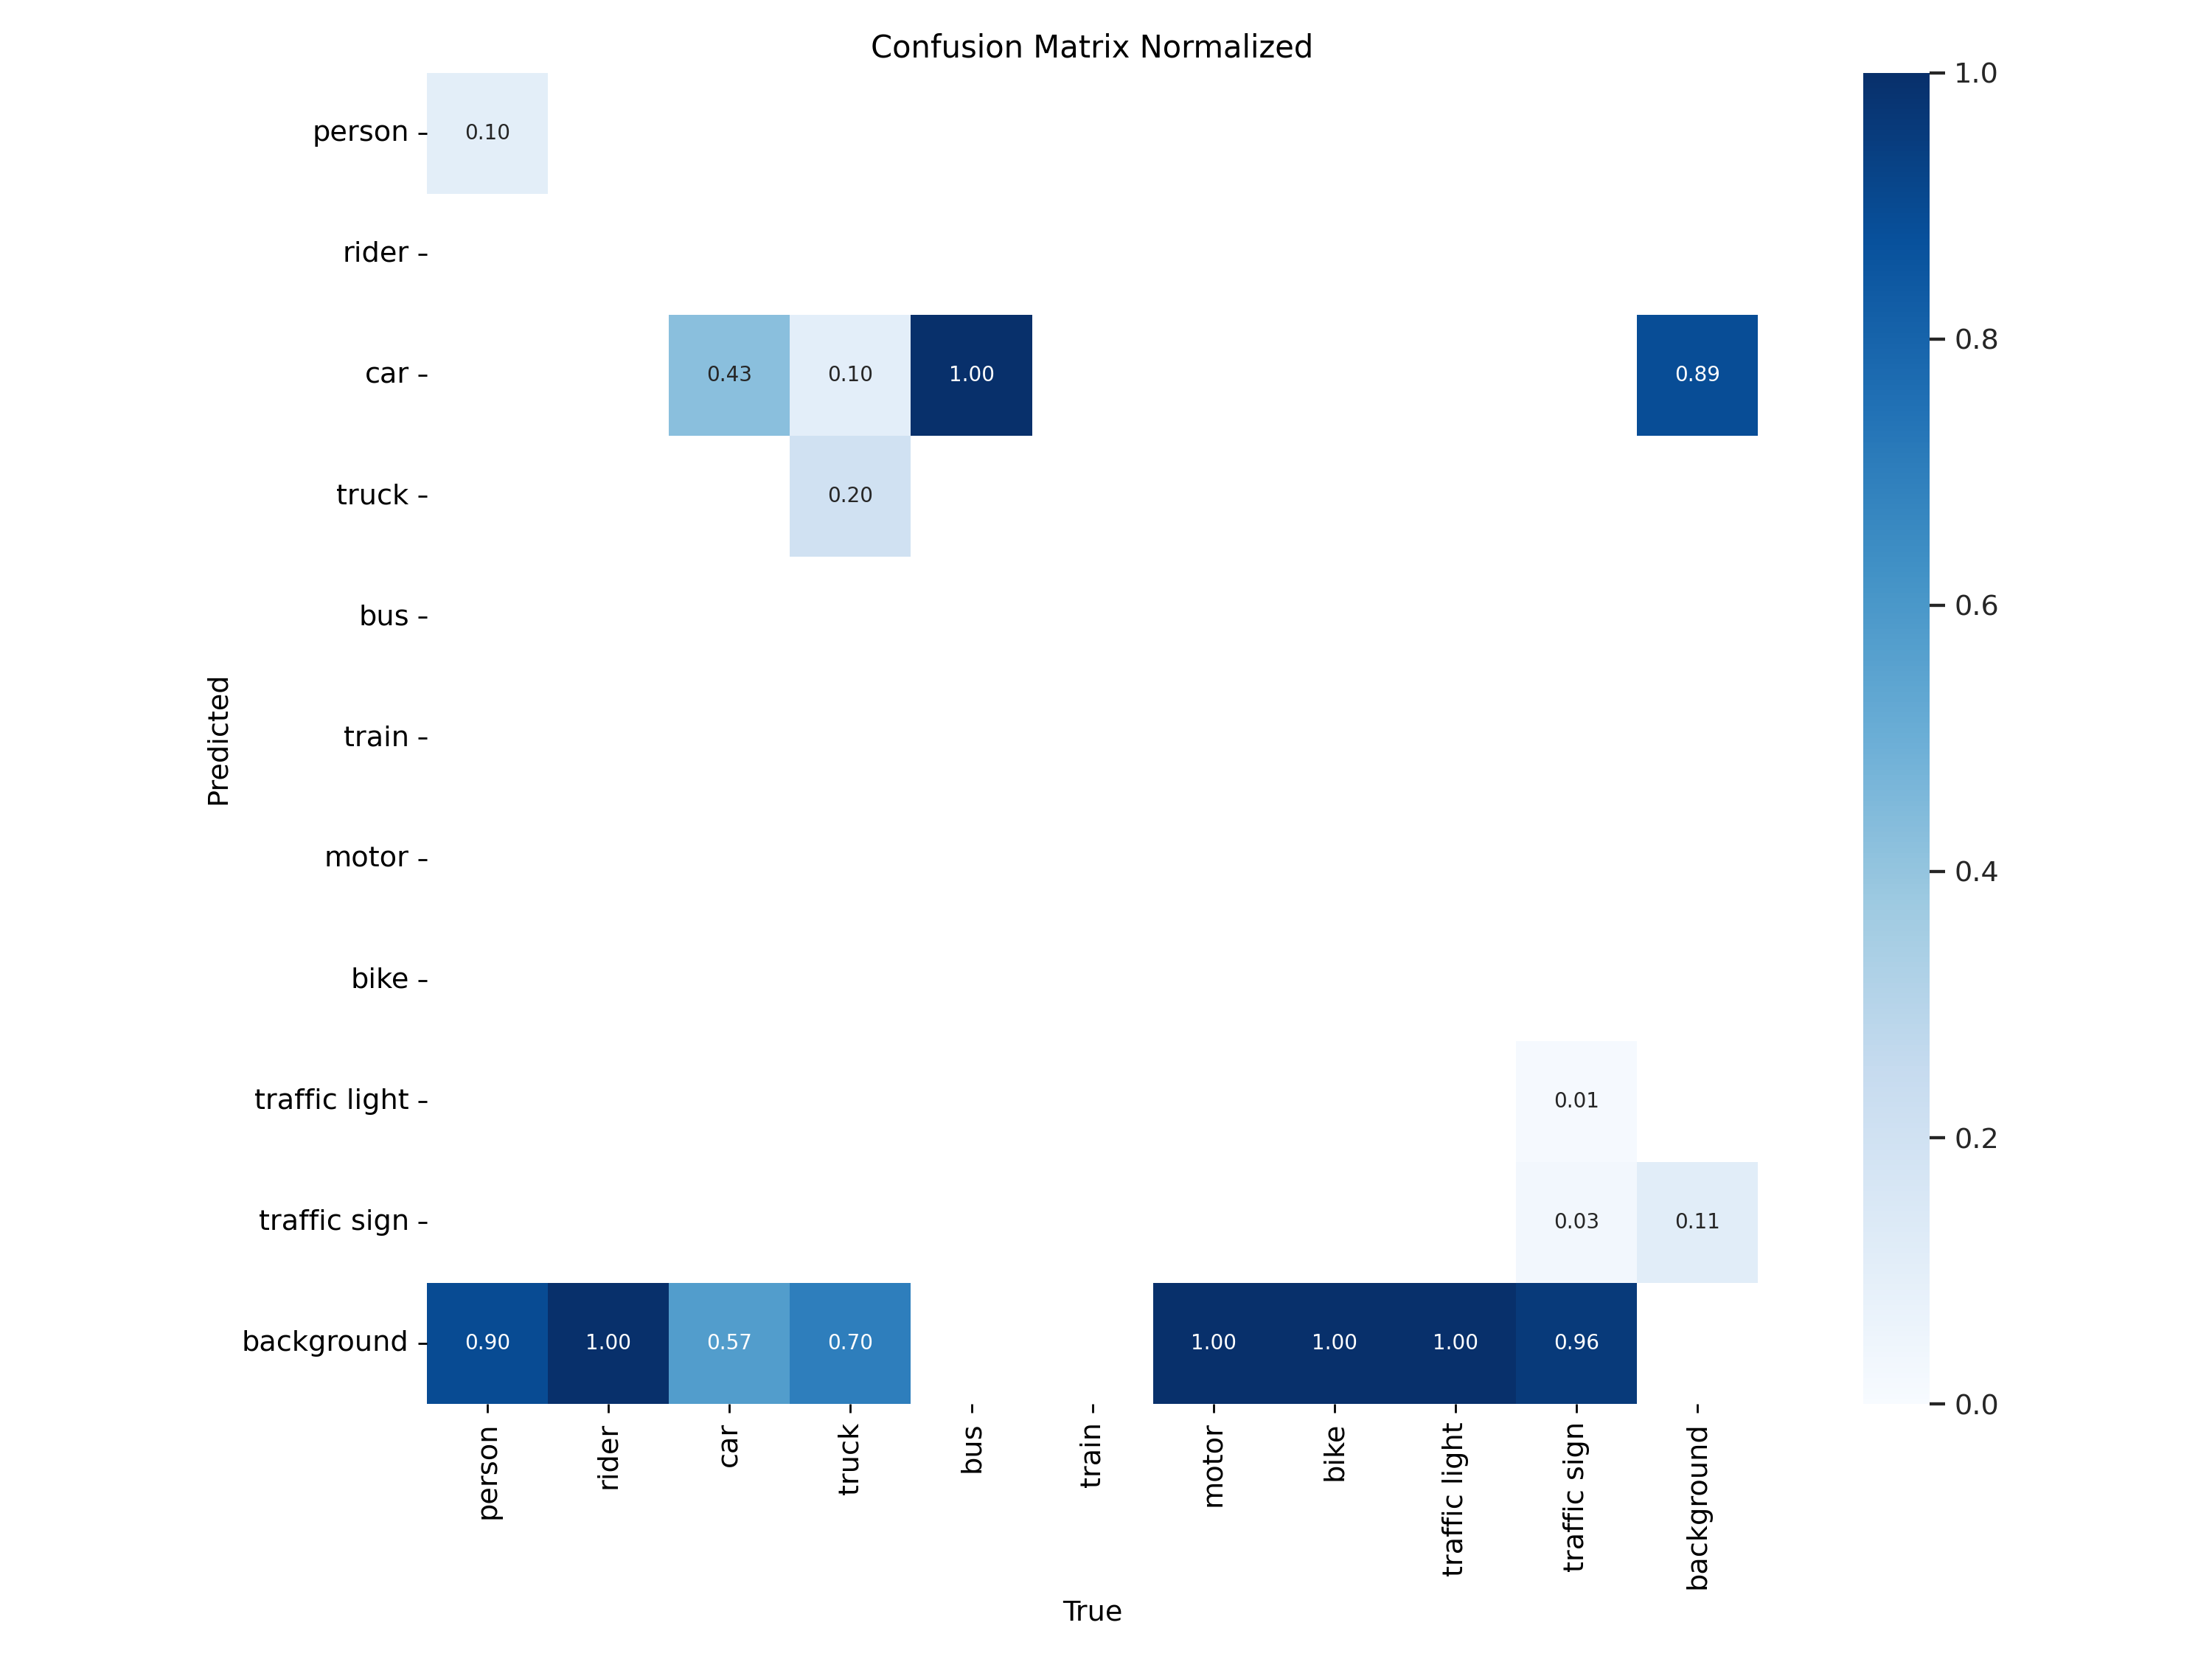 Confusion Matrix Normalized
person
0.10
rider
car
0.43 0.10 1.00 0.89
truck
0.20
bus
train
motor
bike
traffic light
0.01
traffic sign
0.03 0.11
background
0.90 1.00 0.57 0.70 1.00 1.00 1.00 0.96
Predicted
person
rider
car
truck
bus
train
motor
bike
traffic light
traffic sign
background
True
1.0
0.8
0.6
0.4
0.2
0.0